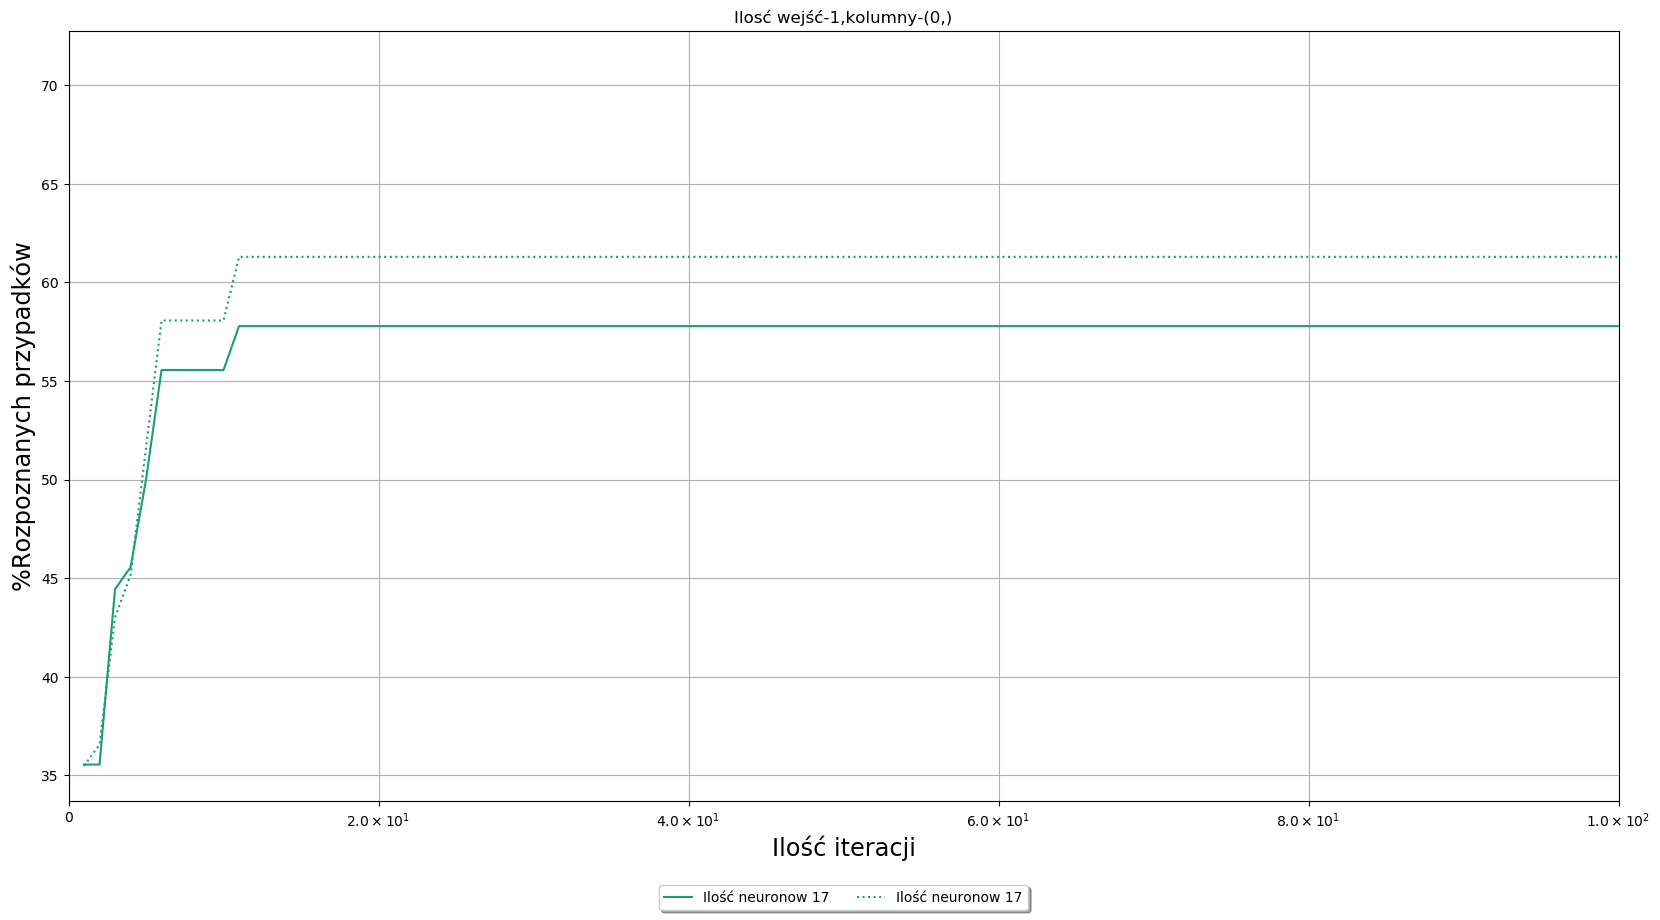 Ilosć wejść-1,kolumny-(0,)
%Rozpoznanych przypadków
70
65
60
55
50
45
40
35
0 2.0 × 10¹ 4.0 × 10¹ 6.0 × 10¹ 8.0 × 10¹ 1.0 × 10²
Ilość iteracji
Ilość neuronow 17 Ilość neuronow 17